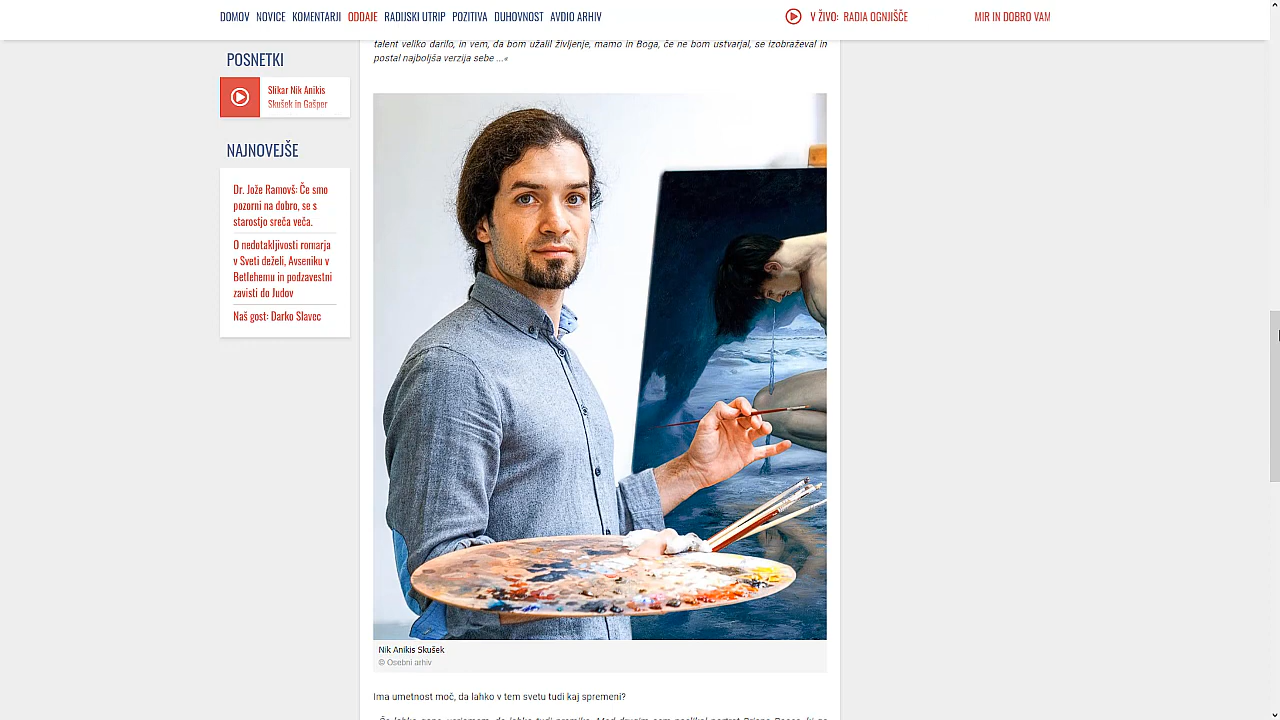 DOMOV NOVICE KOMENTARJI ODDAJE RADIJSKI UTRIP POZITIVA DUHOVNOST AVDIO ARHIV V ŽIVO: RADIA OGNJIŠČE MIR IN DOBRO VAM
POSNETKI
Slikar Nik Anikis
Skušek in Gašper
NAJNOVEJŠE
Dr. Jože Ramovš: Če smo
pozorni na dobro, se s
starostjo sreča veča.
O nedotakljivosti romarja
v Sveti deželi, Avseniku v
Betlehemu in podzavestni
zavisti do Judov
Naš gost: Darko Slavec
talent veliko darilo, in vem, da bom užalil življenje, mamo in Boga, če ne bom ustvarjal, se izobraževal in
postal najboljša verzija sebe ...«
Nik Anikis Skušek
© Osebni arhiv
Ima umetnost moč, da lahko v tem svetu tudi kaj spremeni?